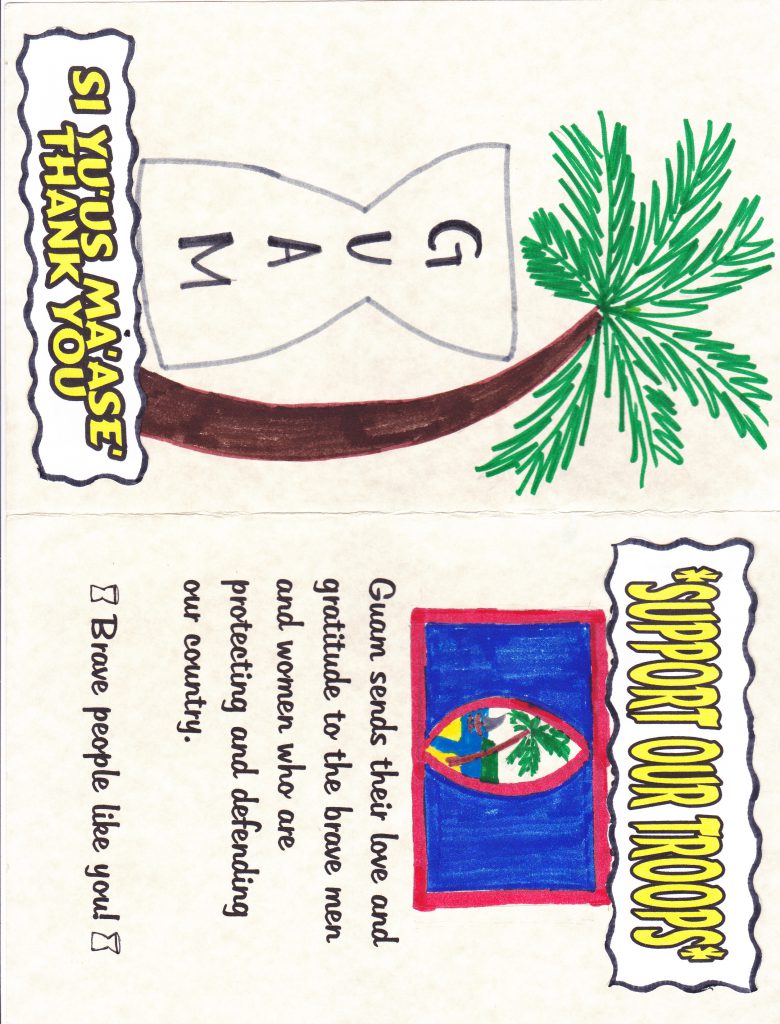 G
U
A
M
SI YU'US MA'ASE'
THANK YOU
*SUPPORT OUR TROOPS*
Guam sends their love and
gratitude to the brave men
and women who are
protecting and defending
our country.
Brave people like you!